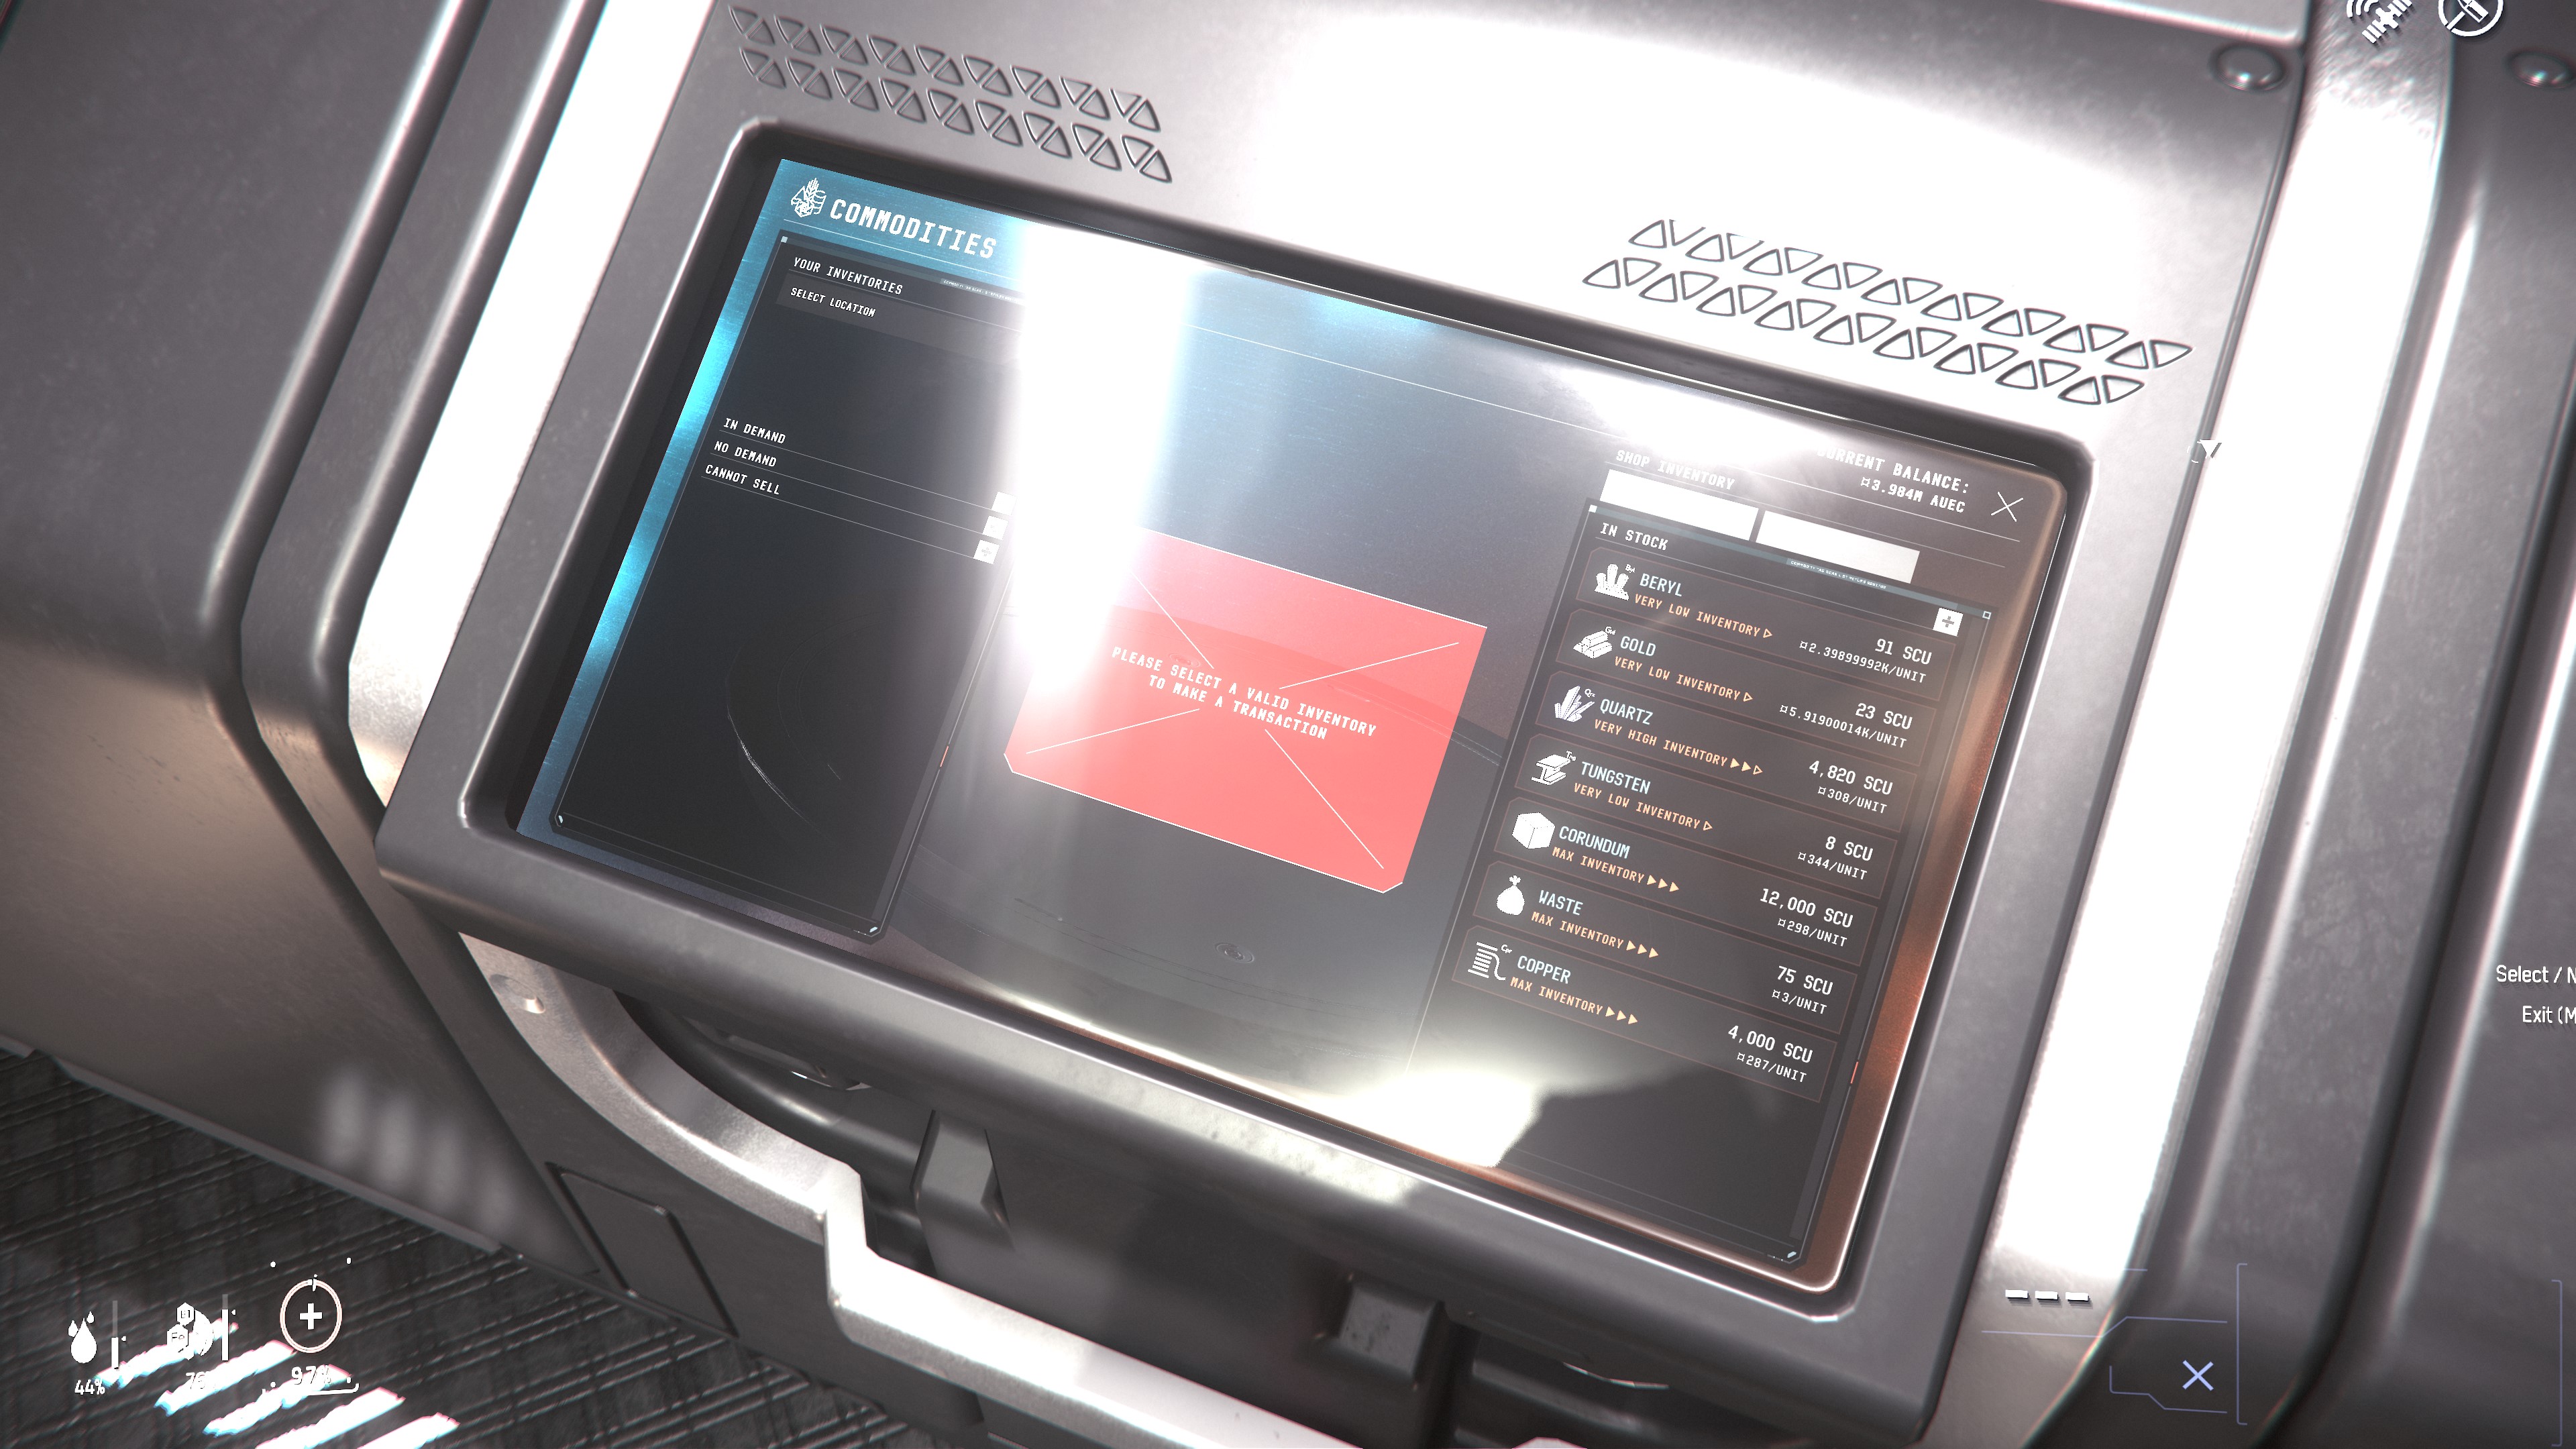 COMMODITIES
YOUR INVENTORIES
SELECT LOCATION
IN DEMAND
NO DEMAND
CANNOT SELL
PLEASE SELECT A VALID INVENTORY
TO MAKE A TRANSACTION
CURRENT BALANCE:
¤3.984M AUEC
SHOP INVENTORY
IN STOCK
BERYL
VERY LOW INVENTORY
91 SCU
¤2.39899992K/UNIT
GOLD
VERY LOW INVENTORY
23 SCU
¤5.91900014K/UNIT
QUARTZ
VERY HIGH INVENTORY
4,820 SCU
¤308/UNIT
TUNGSTEN
VERY LOW INVENTORY
8 SCU
¤344/UNIT
CORUNDUM
MAX INVENTORY
12,000 SCU
¤298/UNIT
WASTE
MAX INVENTORY
75 SCU
¤3/UNIT
COPPER
MAX INVENTORY
4,000 SCU
¤287/UNIT
Select / N
Exit (M
44%
97%